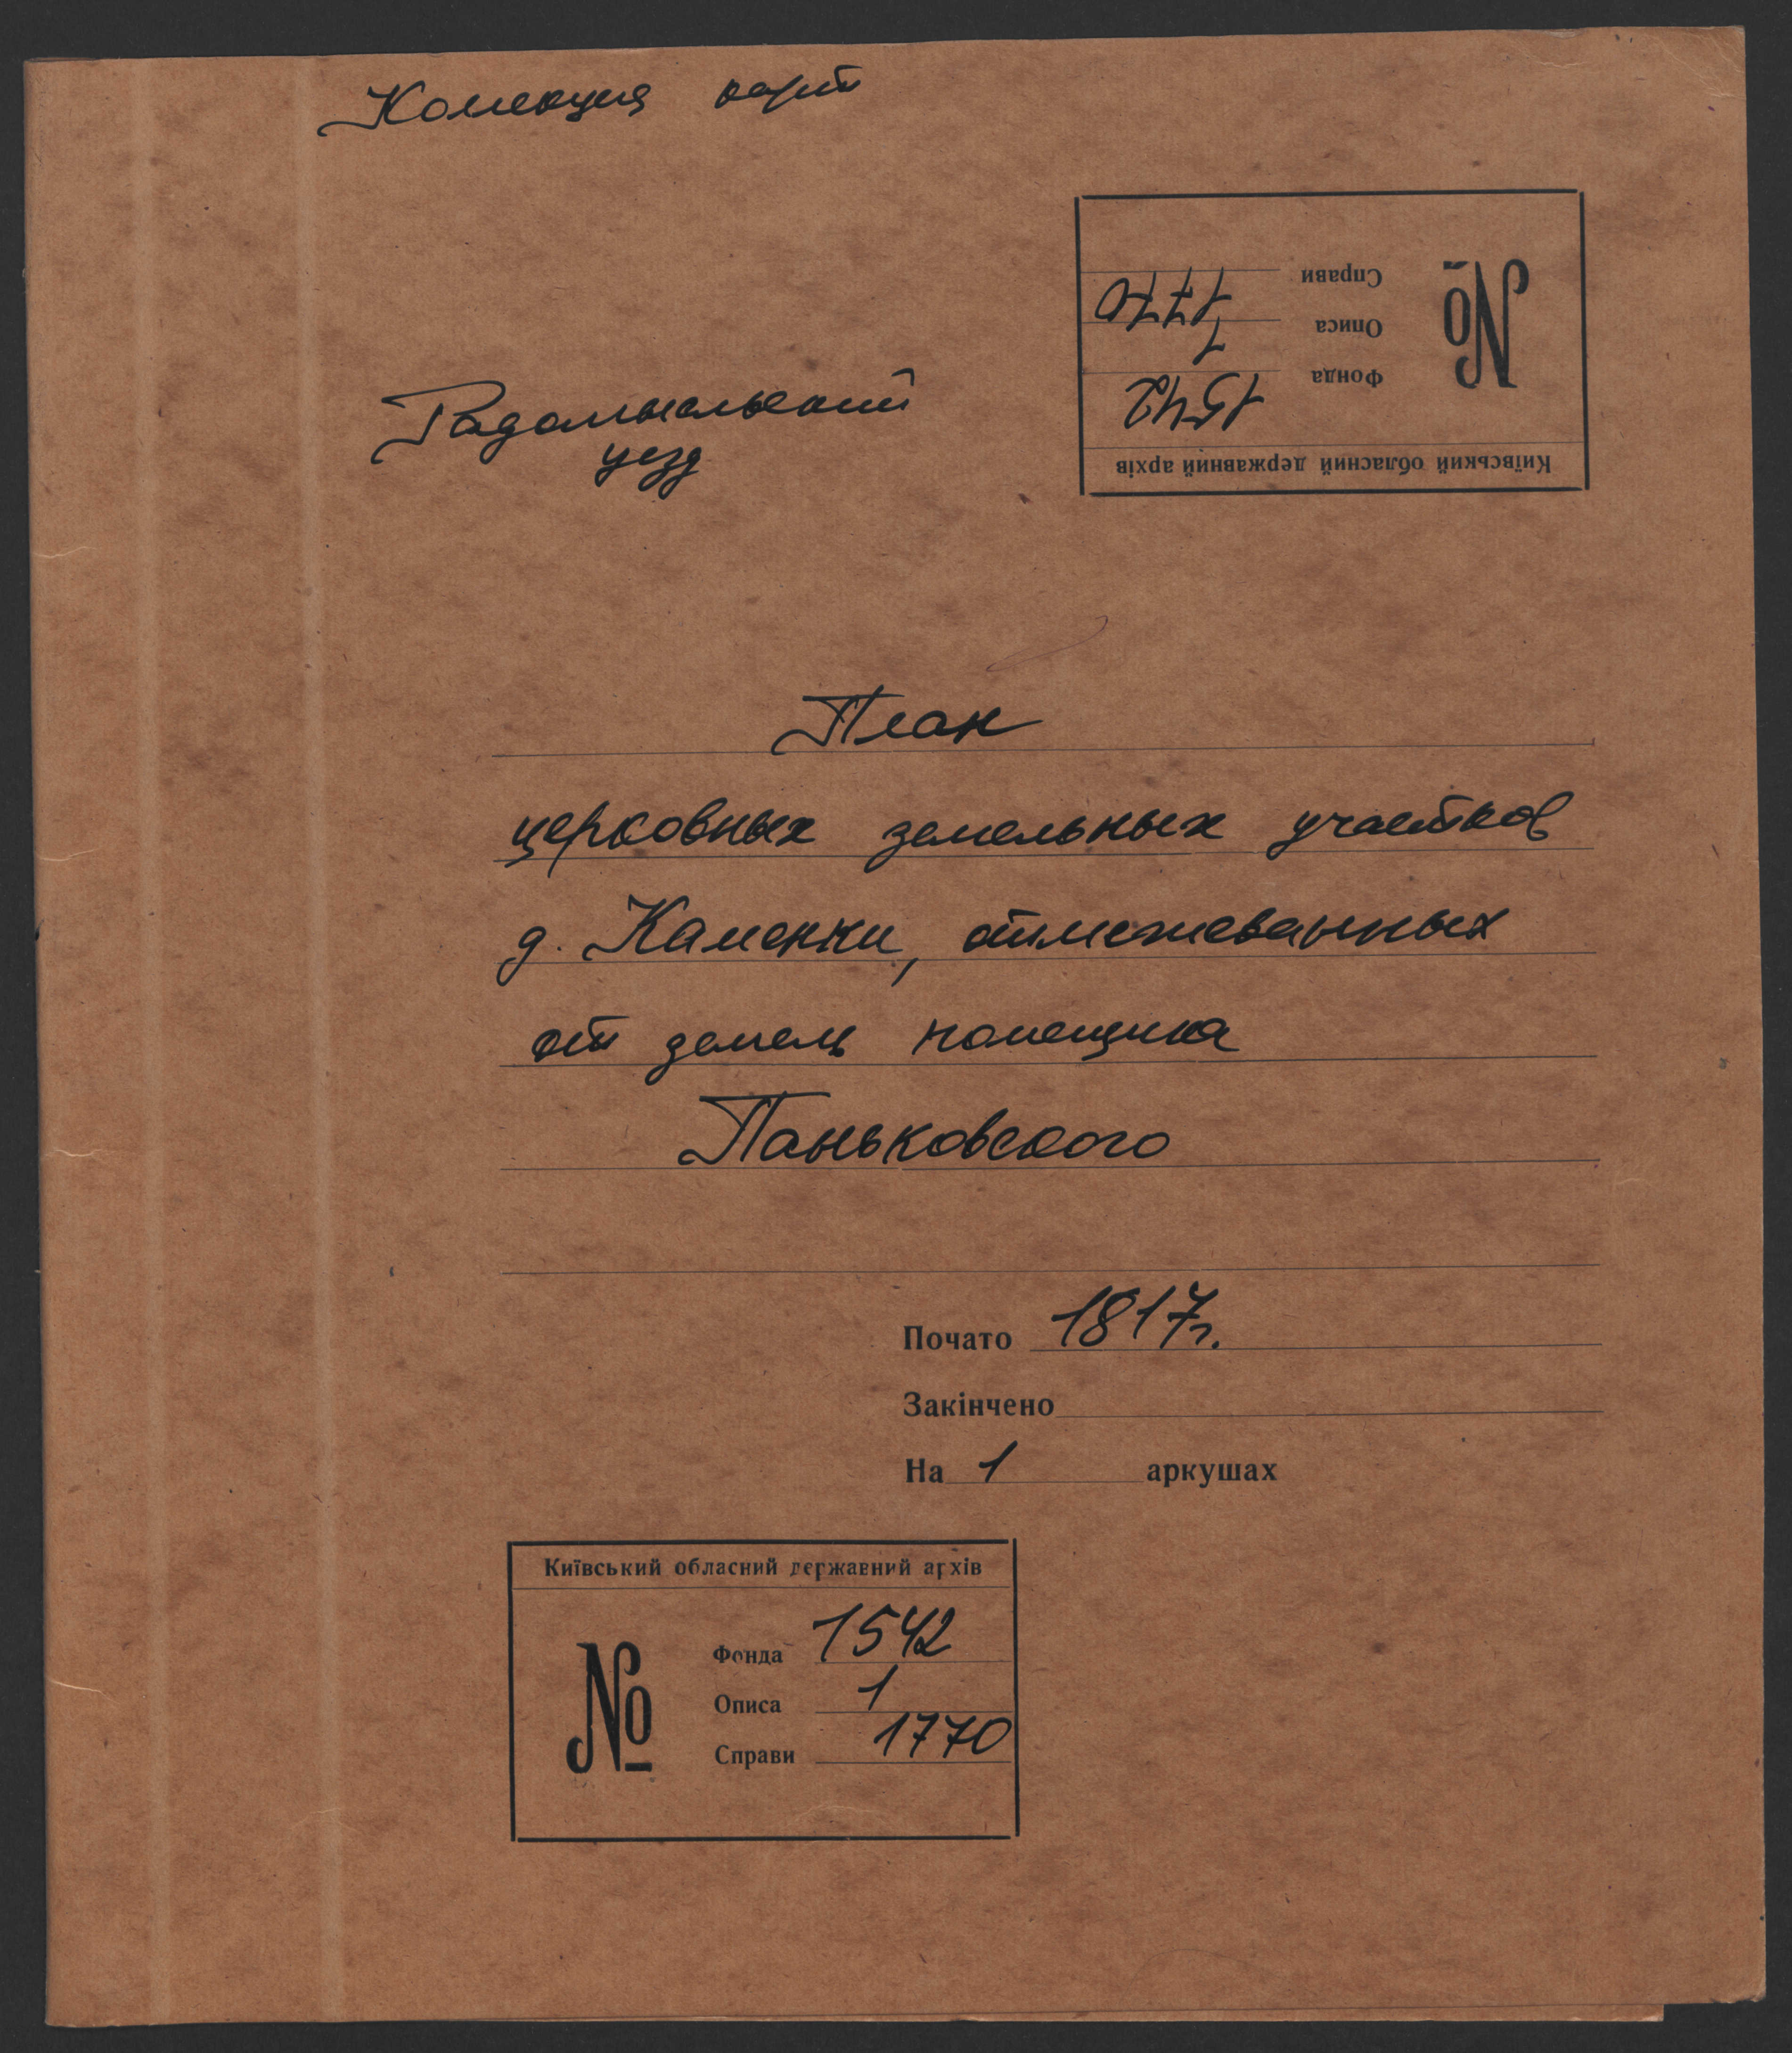 Коллекция карт
Київський обласний державний архів
№
Фонда 1542
Описа 1
Справи 1770
Радомысльский
уезд
План
церковных земельных участков
д. Каменки, отмежеванных
от земель помещика
Паньковского
Почато 1817г.
Закінчено
На 1 аркушах
Київський обласний державний архів
№
Фонда 1542
Описа 1
Справи 1770